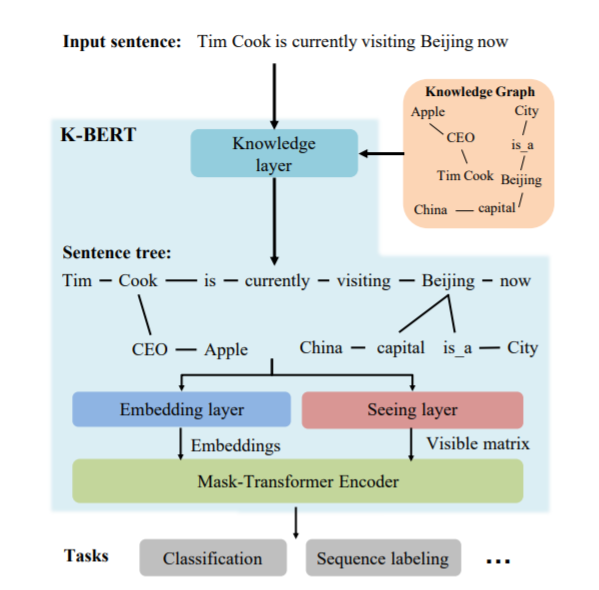 Input sentence: Tim Cook is currently visiting Beijing now
K-BERT
Knowledge
layer
Knowledge Graph
Apple City
CEO is_a
Tim Cook Beijing
China capital
Sentence tree:
Tim Cook is currently visiting Beijing now
CEO Apple China capital is_a City
Embedding layer Seeing layer
Embeddings Visible matrix
Mask-Transformer Encoder
Tasks Classification Sequence labeling ...